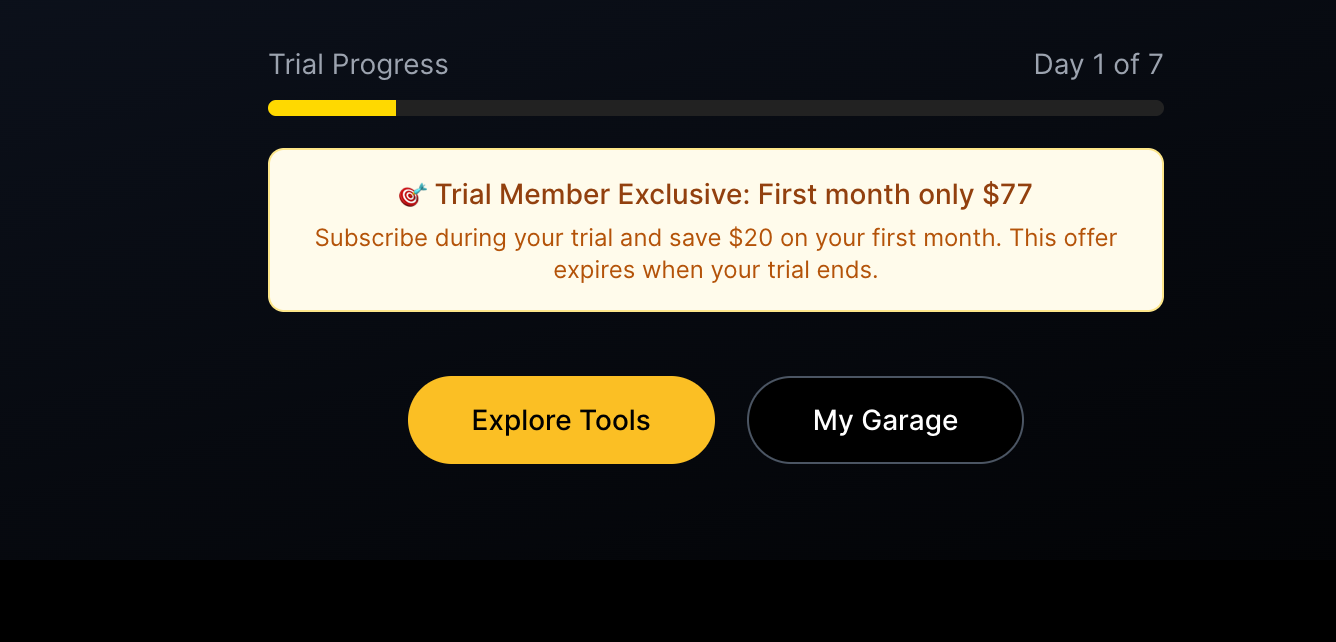 Trial Progress
Day 1 of 7
🎯 Trial Member Exclusive: First month only $77
Subscribe during your trial and save $20 on your first month. This offer
expires when your trial ends.
Explore Tools
My Garage